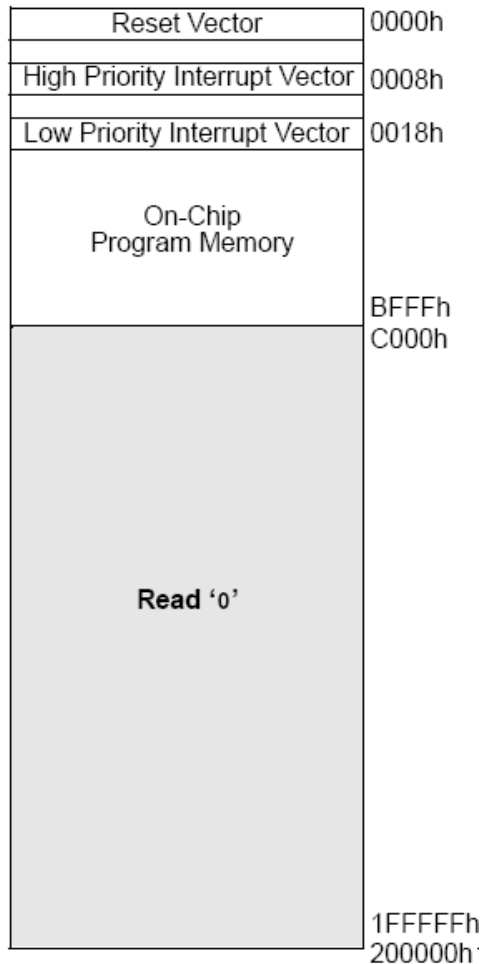 Reset Vector 0000h
High Priority Interrupt Vector 0008h
Low Priority Interrupt Vector 0018h
On-Chip
Program Memory
BFFFh
C000h
Read ‘0’
1FFFFFh
200000h